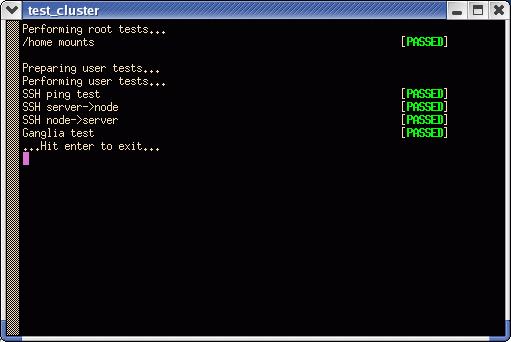 test_cluster
Performing root tests...
/home mounts [PASSED]
Preparing user tests...
Performing user tests...
SSH ping test [PASSED]
SSH server->node [PASSED]
SSH node->server [PASSED]
Ganglia test [PASSED]
...Hit enter to exit...